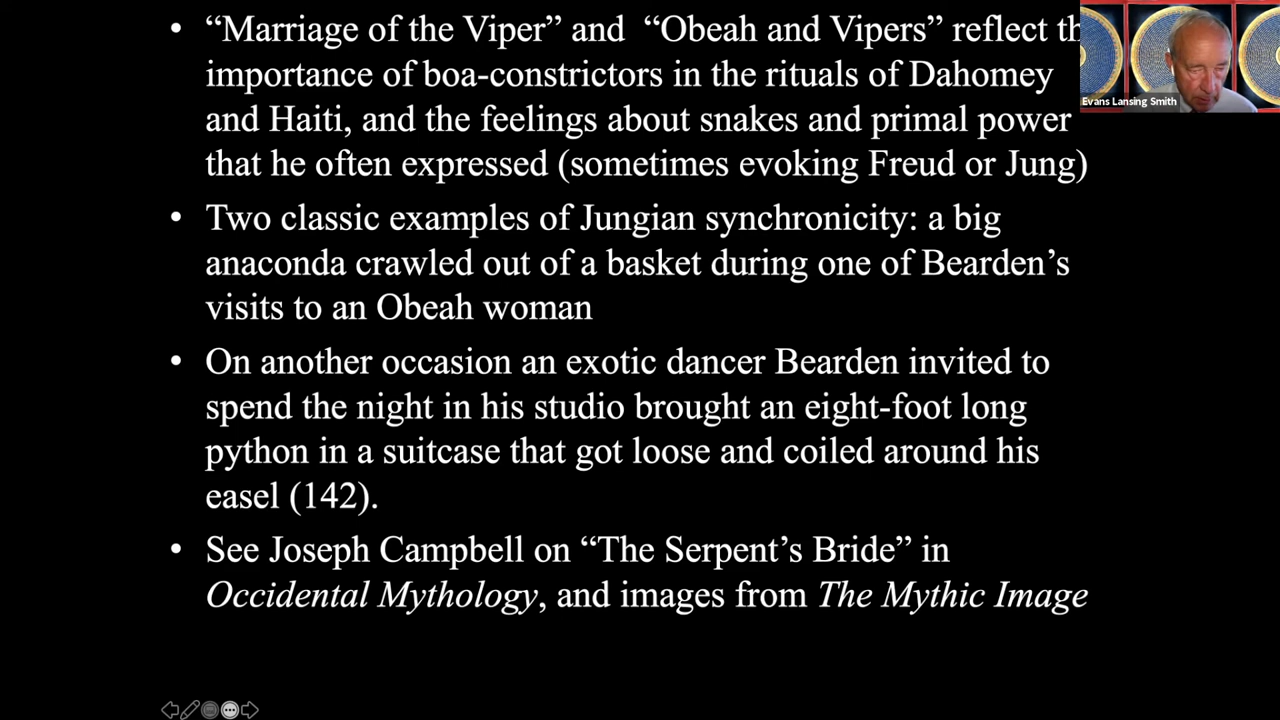 • “Marriage of the Viper” and “Obeah and Vipers” reflect th
importance of boa-constrictors in the rituals of Dahomey
and Haiti, and the feelings about snakes and primal power
that he often expressed (sometimes evoking Freud or Jung)
• Two classic examples of Jungian synchronicity: a big
anaconda crawled out of a basket during one of Bearden’s
visits to an Obeah woman
• On another occasion an exotic dancer Bearden invited to
spend the night in his studio brought an eight-foot long
python in a suitcase that got loose and coiled around his
easel (142).
• See Joseph Campbell on “The Serpent’s Bride” in
Occidental Mythology, and images from The Mythic Image
Evans Lansing Smith